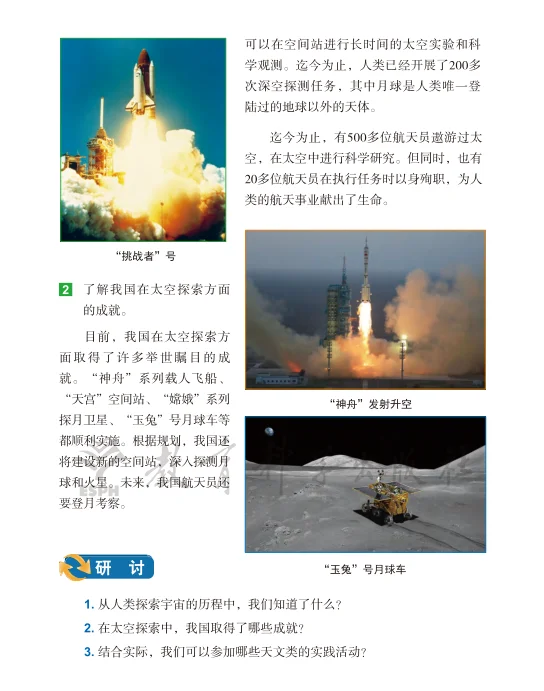 可以在空间站进行长时间的太空实验和科
学观测。迄今为止，人类已经开展了200多
次深空探测任务，其中月球是人类唯一登
陆过的地球以外的天体。
迄今为止，有500多位航天员遨游过太
空，在太空中进行科学研究。但同时，也有
20多位航天员在执行任务时以身殉职，为人
类的航天事业献出了生命。
“挑战者”号
2 了解我国在太空探索方面
的成就。
目前，我国在太空探索方
面取得了许多举世瞩目的成
就。“神舟”系列载人飞船、
“天宫”空间站、“嫦娥”系列
探月卫星、“玉兔”号月球车等
都顺利实施。根据规划，我国还
将建设新的空间站，深入探测月
球和火星。未来，我国航天员还
要登月考察。
“神舟”发射升空
“玉兔”号月球车
ESPH 教育科学出版社
研 讨
1. 从人类探索宇宙的历程中，我们知道了什么？
2. 在太空探索中，我国取得了哪些成就？
3. 结合实际，我们可以参加哪些天文类的实践活动？